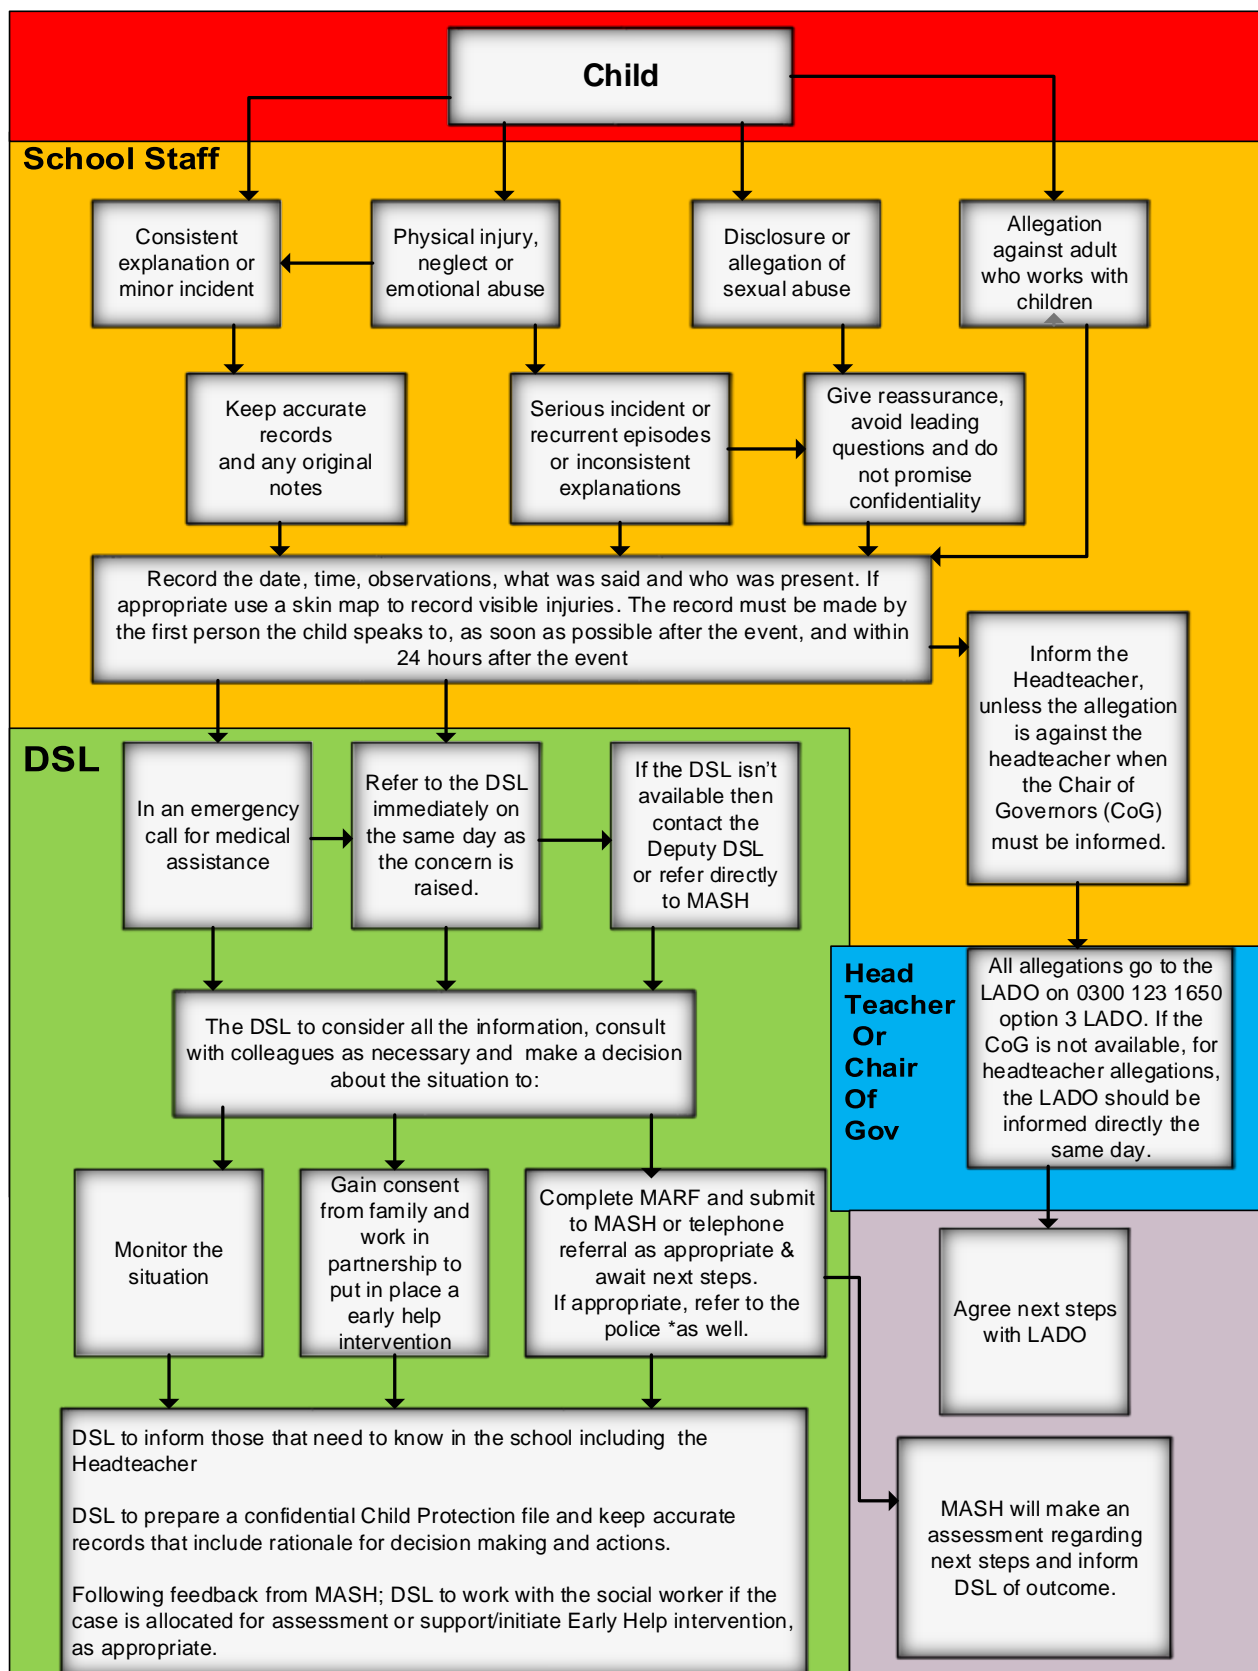 Child
School Staff
Consistent
explanation or
minor incident
Physical injury,
neglect or
emotional abuse
Disclosure or
allegation of
sexual abuse
Allegation
against adult
who works with
children
Keep accurate
records
and any original
notes
Serious incident or
recurrent episodes
or inconsistent
explanations
Give reassurance,
avoid leading
questions and do
not promise
confidentiality
Record the date, time, observations, what was said and who was present. If
appropriate use a skin map to record visible injuries. The record must be made by
the first person the child speaks to, as soon as possible after the event, and within
24 hours after the event
Inform the
Headteacher,
unless the allegation
is against the
headteacher when
the Chair of
Governors (CoG)
must be informed.
DSL
In an emergency
call for medical
assistance
Refer to the DSL
immediately on
the same day as
the concern is
raised.
If the DSL isn't
available then
contact the
Deputy DSL
or refer directly
to MASH
Head
Teacher
Or
Chair
Of
Gov
All allegations go to the
LADO on 0300 123 1650
option 3 LADO. If the
CoG is not available, for
headteacher allegations,
the LADO should be
informed directly the
same day.
The DSL to consider all the information, consult
with colleagues as necessary and make a decision
about the situation to:
Monitor the
situation
Gain consent
from family and
work in
partnership to
put in place a
early help
intervention
Complete MARF and submit
to MASH or telephone
referral as appropriate &
await next steps.
If appropriate, refer to the
police *as well.
Agree next steps
with LADO
DSL to inform those that need to know in the school including the
Headteacher
DSL to prepare a confidential Child Protection file and keep accurate
records that include rationale for decision making and actions.
Following feedback from MASH; DSL to work with the social worker if the
case is allocated for assessment or support/initiate Early Help intervention,
as appropriate.
MASH will make an
assessment regarding
next steps and inform
DSL of outcome.